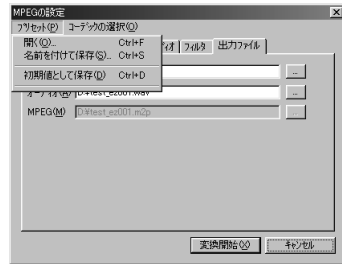 MPEGの設定
プリセット(P) コーデックの選択(O)
開く(O)... Ctrl+F
名前を付けて保存(S)... Ctrl+S
初期値として保存(D) Ctrl+D
ディオ フィルタ 出力ファイル
...
オーディオ(A) D:¥test_ez001.wav ...
MPEG(M) D:¥test_ez001.m2p ...
変換開始(X) キャンセル